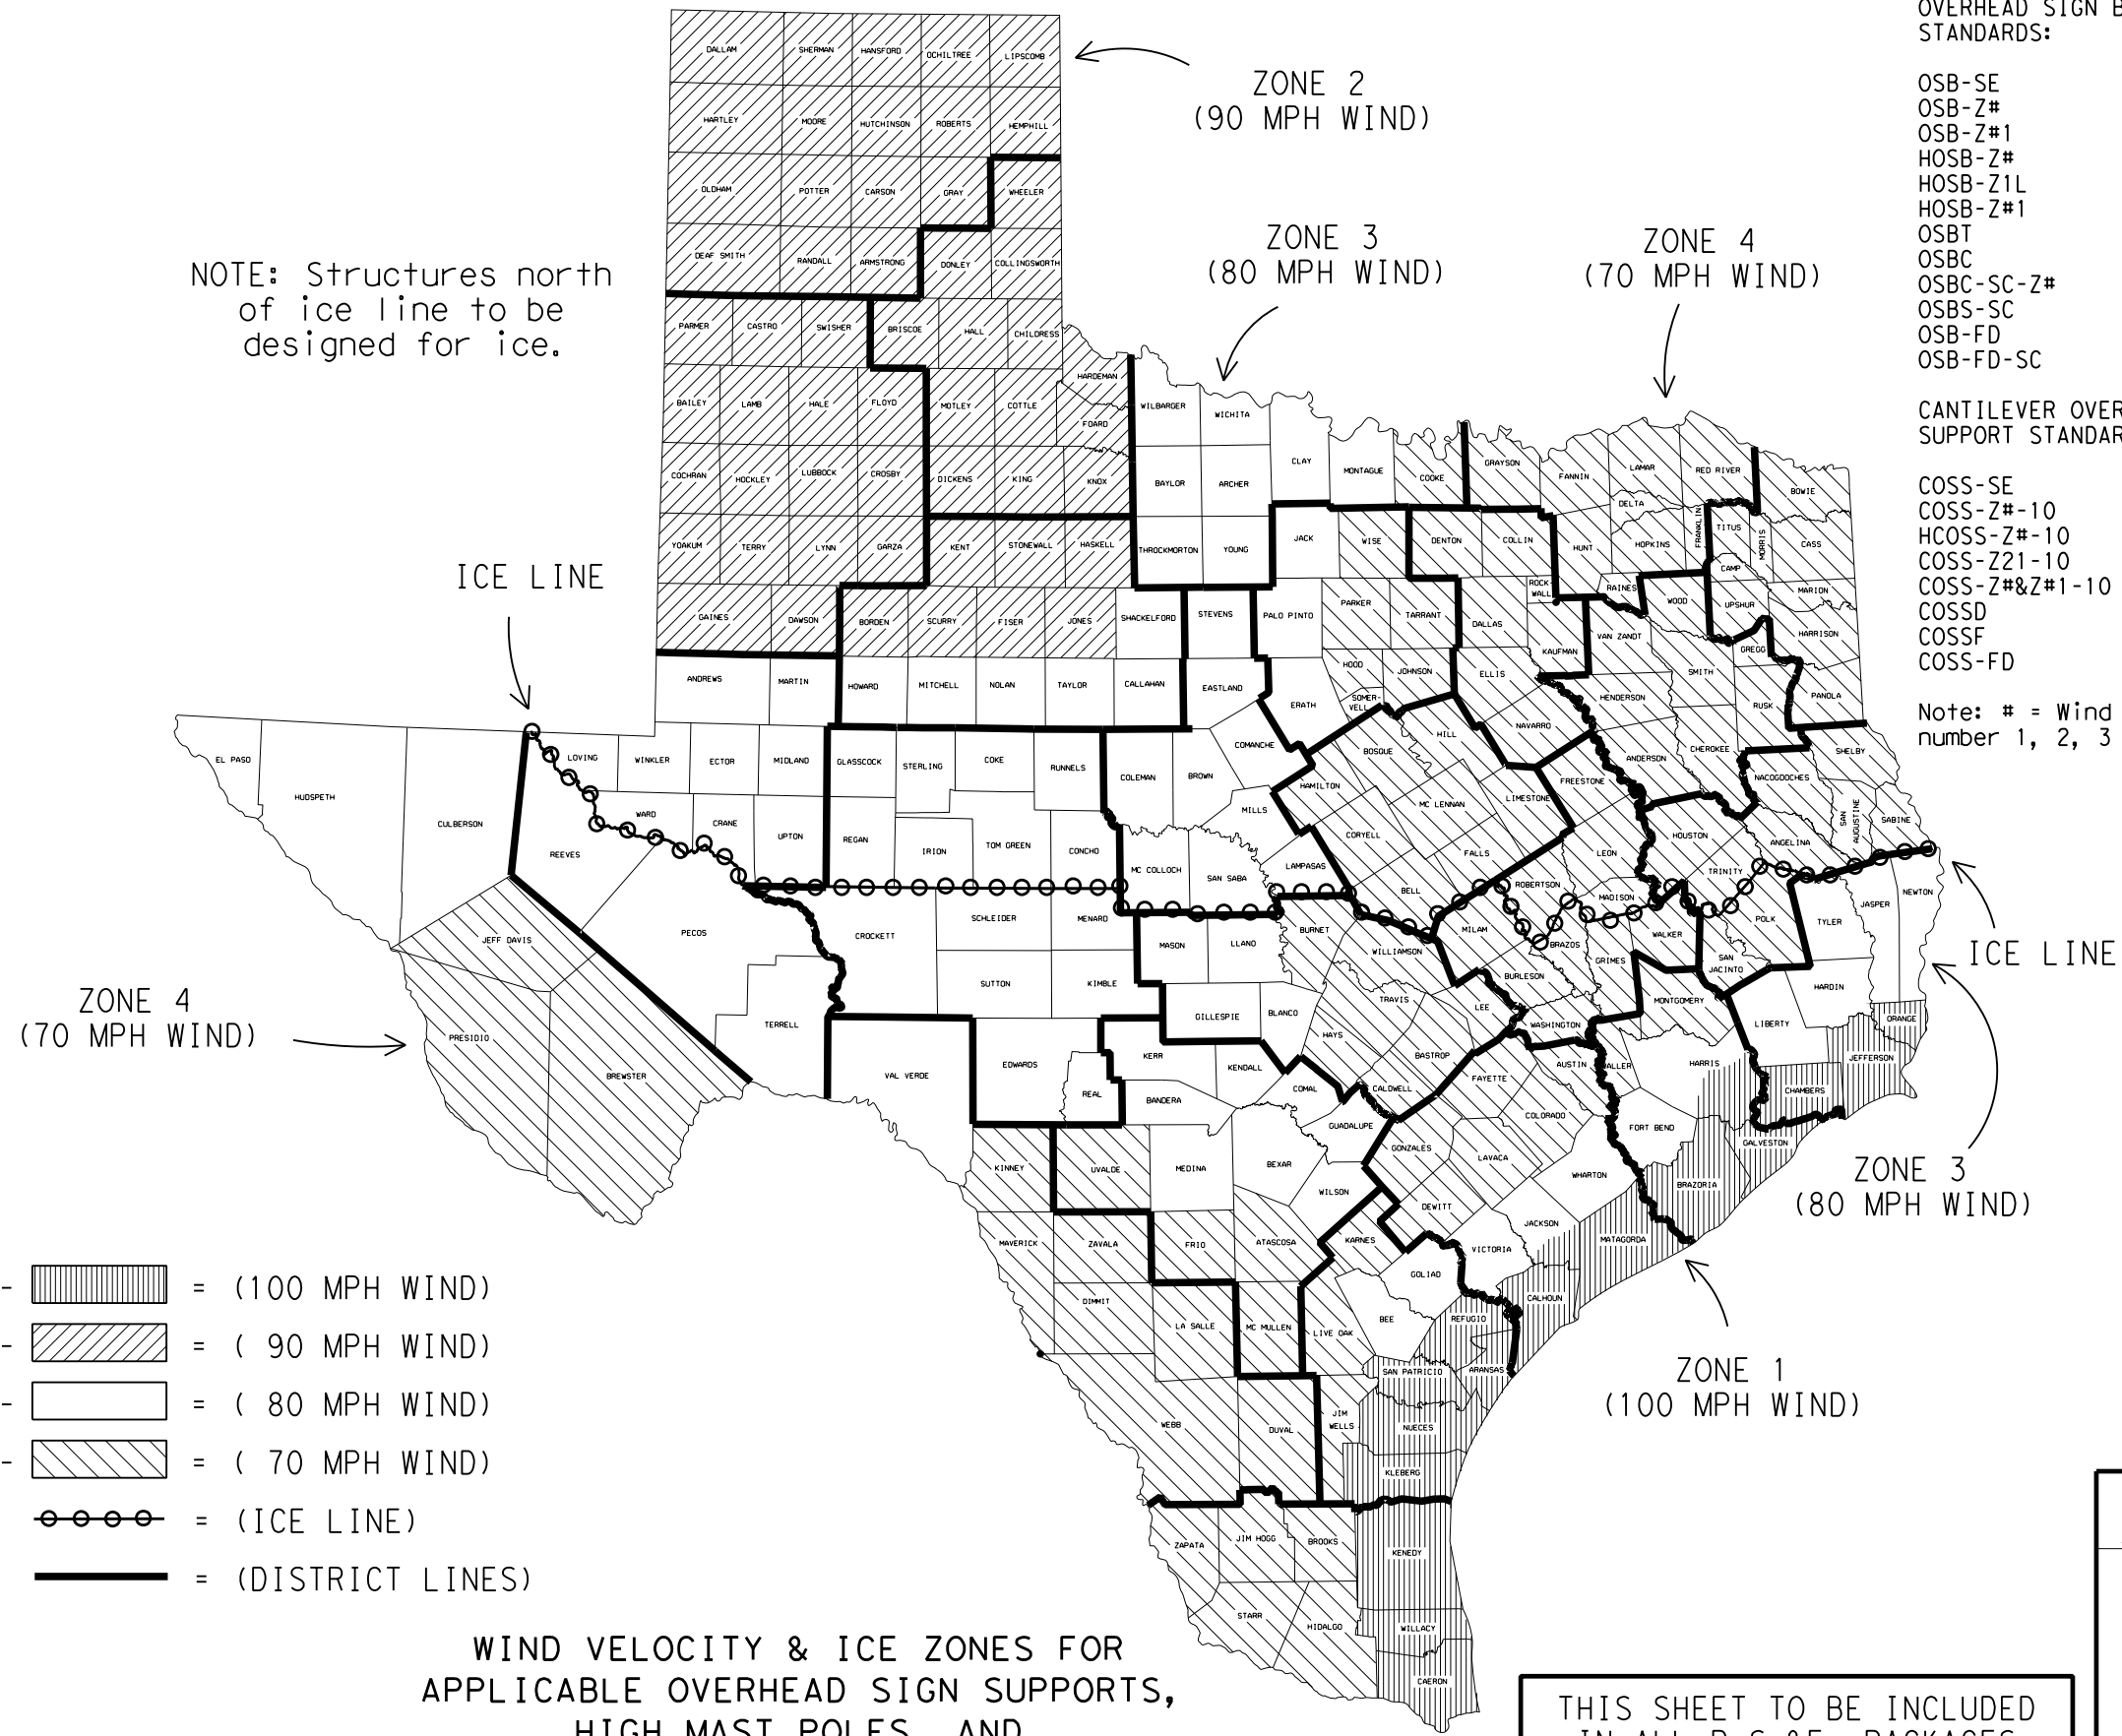 ZONE 2
(90 MPH WIND)
ZONE 3
(80 MPH WIND)
ZONE 4
(70 MPH WIND)
NOTE: Structures north
of ice line to be
designed for ice.
ICE LINE
OVERHEAD SIGN B
STANDARDS:
OSB-SE
OSB-Z#
OSB-Z#1
HOSB-Z#
HOSB-Z1L
HOSB-Z#1
OSBT
OSBC
OSBC-SC-Z#
OSBS-SC
OSB-FD
OSB-FD-SC
CANTILEVER OVER
SUPPORT STANDAR
COSS-SE
COSS-Z#-10
HCOSS-Z#-10
COSS-Z21-10
COSS-Z#&Z#1-10
COSSD
COSSF
COSS-FD
Note: # = Wind
number 1, 2, 3
DALLAM SHERMAN HANSFORD OCHILTREE LIPSCOMB
HARTLEY MOORE HUTCHINSON ROBERTS HEMPHILL
OLDHAM POTTER CARSON GRAY WHEELER
DEAF SMITH RANDALL ARMSTRONG DONLEY COLLINGSWORTH
PARMER CASTRO SWISHER BRISCOE HALL CHILDRESS
HARDEMAN
BAILEY LAMB HALE FLOYD MOTLEY COTTLE FOARD WILBARGER WICHITA
COCHRAN HOCKLEY LUBBOCK CROSBY DICKENS KING KNOX BAYLOR ARCHER CLAY MONTAGUE COOKE GRAYSON FANNIN LAMAR RED RIVER BOWIE
DELTA FRANKLIN TITUS MORRIS CASS
YOAKUM TERRY LYNN GARZA KENT STONEWALL HASKELL THROCKMORTON YOUNG JACK WISE DENTON COLLIN HUNT HOPKINS CAMP
ROCK-
WALL
RAINES WOOD UPSHUR MARION
GAINES DAWSON BORDEN SCURRY FISER JONES SHACKELFORD STEVENS PALO PINTO PARKER TARRANT DALLAS KAUFMAN VAN ZANDT HARRISON GREGG
ANDREWS MARTIN HOWARD MITCHELL NOLAN TAYLOR CALLAHAN EASTLAND ERATH HOOD JOHNSON ELLIS HENDERSON SMITH RUSK PANOLA
SOMER-
VELL
EL PASO HUDSPETH CULBERSON LOVING WINKLER ECTOR MIDLAND GLASSCOCK STERLING COKE RUNNELS COLEMAN BROWN COMANCHE BOSQUE HILL NAVARRO ANDERSON CHEROKEE SHELBY
HAMILTON MC LENNAN LIMESTONE FREESTONE NACOGDOCHES
REEVES WARD CRANE UPTON REGAN IRION TOM GREEN CONCHO MC COLLOCH SAN SABA MILLS LAMPASAS CORYELL FALLS LEON HOUSTON ANGELINA
SAN
AUGUSTINE
SABINE
BELL ROBERTSON MADISON TRINITY NEWTON
JEFF DAVIS PECOS CROCKETT SCHLEIDER MENARD MASON LLANO BURNET WILLIAMSON MILAM BRAZOS WALKER POLK TYLER JASPER
ICE LINE
SAN
JACINTO
SUTTON KIMBLE BURLESON GRIMES HARDIN
PRESIDIO BREWSTER TERRELL VAL VERDE EDWARDS GILLESPIE BLANCO TRAVIS LEE WASHINGTON MONTGOMERY LIBERTY ORANGE
KERR KENDALL HAYS BASTROP AUSTIN ALLER HARRIS JEFFERSON
REAL BANDERA COMAL CALDWELL FAYETTE COLORADO CHAMBERS
KINNEY UVALDE MEDINA BEXAR GUADALUPE GONZALES LAVACA FORT BEND GALVESTON
WILSON DEWITT WHARTON BRAZORIA
MAVERICK ZAVALA FRIO ATASCOSA KARNES VICTORIA JACKSON MATAGORDA
DIMMIT LA SALLE MC MULLEN LIVE OAK BEE GOLIAD REFUGIO CALHOUN
WEBB DUVAL
JIM
WELLS
SAN PATRICIO ARANSAS
NUECES
KLEBERG
ZAPATA JIM HOGG BROOKS KENEDY
STARR HIDALGO WILLACY
CAERON
ZONE 4
(70 MPH WIND)
ZONE 3
(80 MPH WIND)
ZONE 1
(100 MPH WIND)
- = (100 MPH WIND)
- = ( 90 MPH WIND)
- = ( 80 MPH WIND)
- = ( 70 MPH WIND)
= (ICE LINE)
= (DISTRICT LINES)
WIND VELOCITY & ICE ZONES FOR
APPLICABLE OVERHEAD SIGN SUPPORTS,
HIGH MAST POLES, AND
THIS SHEET TO BE INCLUDED
IN ALL P.S.&E. PACKAGES